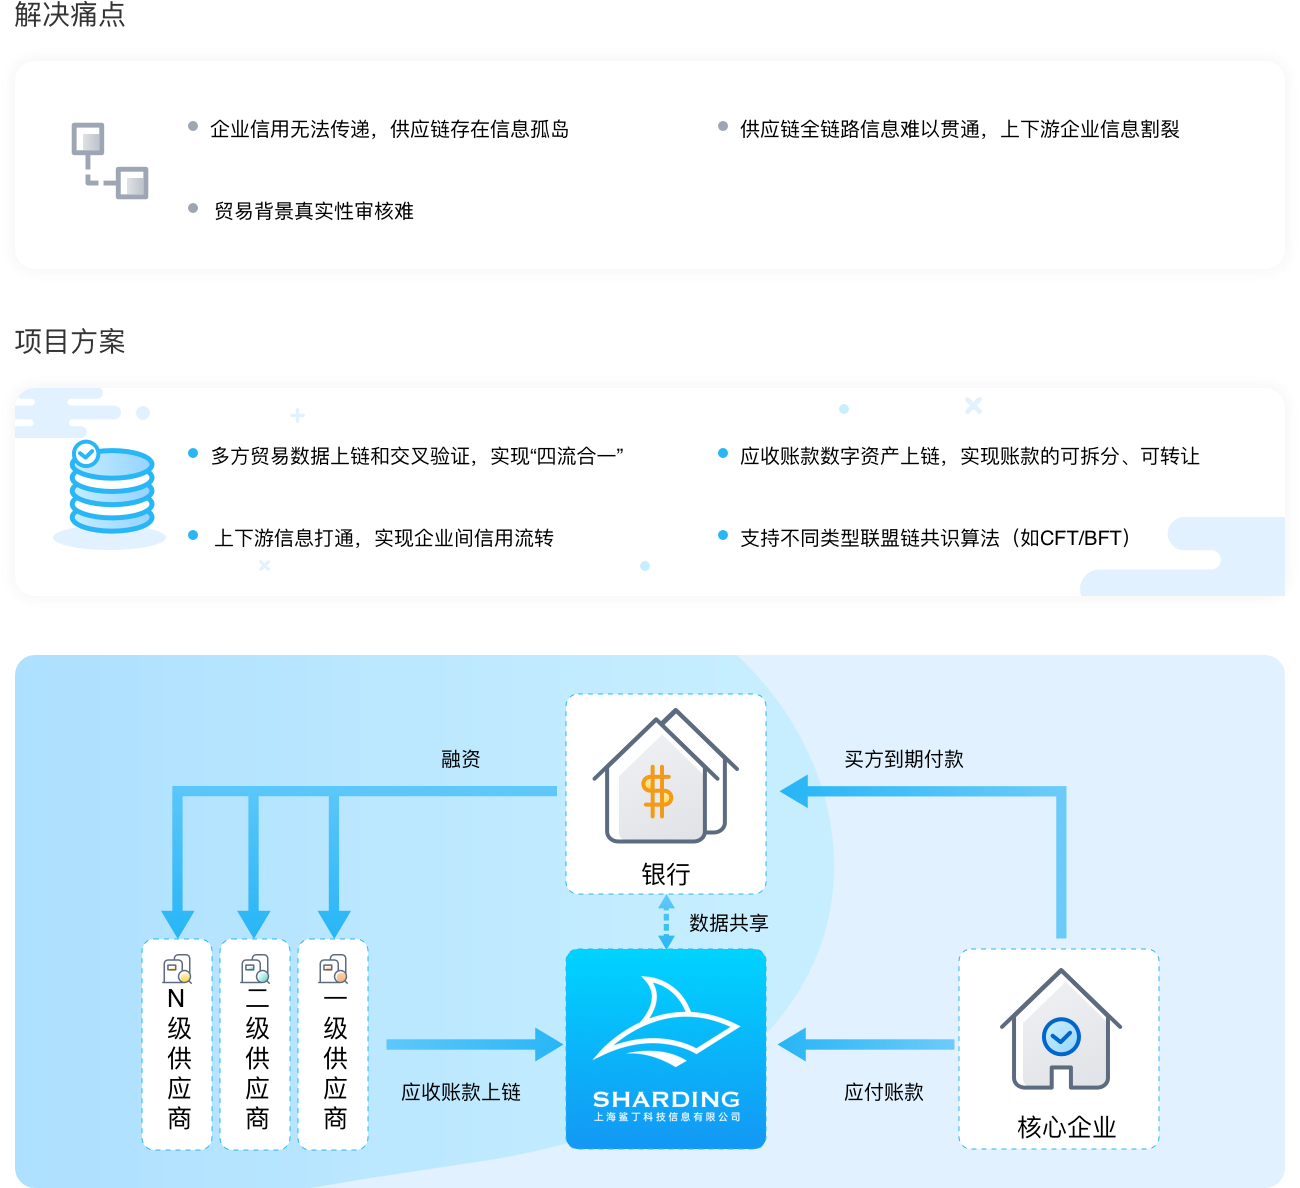 解决痛点
企业信用无法传递，供应链存在信息孤岛
供应链全链路信息难以贯通，上下游企业信息割裂
贸易背景真实性审核难
项目方案
多方贸易数据上链和交叉验证，实现“四流合一”
应收账款数字资产上链，实现账款的可拆分、可转让
上下游信息打通，实现企业间信用流转
支持不同类型联盟链共识算法（如CFT/BFT）
融资
买方到期付款
银行
数据共享
N级供应商
二级供应商
一级供应商
应收账款上链
SHARDING
上海鲨丁科技信息有限公司
应付账款
核心企业